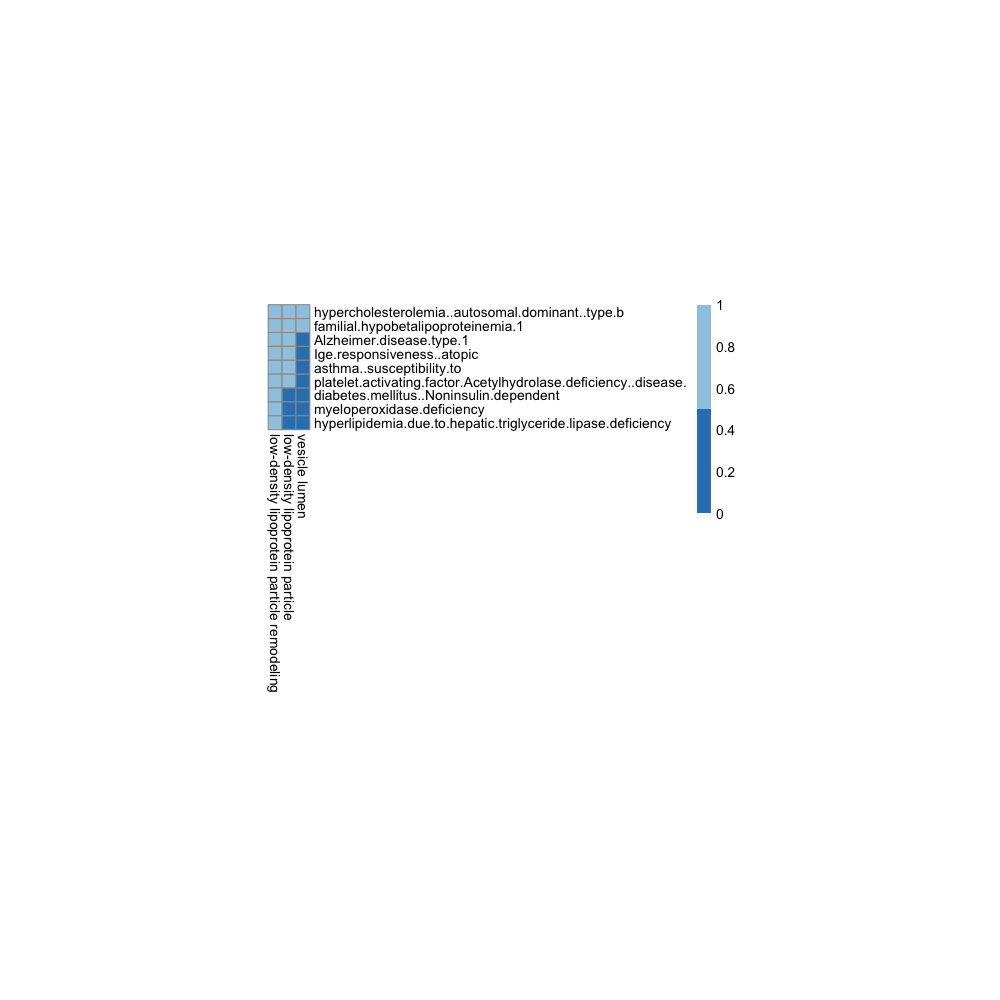 hypercholesterolemia..autosomal.dominant..type.b
familial.hypobetalipoproteinemia.1
Alzheimer.disease.type.1
Ige.responsiveness..atopic
asthma..susceptibility.to
platelet.activating.factor.Acetylhydrolase.deficiency..disease.
diabetes.mellitus..Noninsulin.dependent
myeloperoxidase.deficiency
hyperlipidemia.due.to.hepatic.triglyceride.lipase.deficiency
low-density lipoprotein particle remodeling
low-density lipoprotein particle
vesicle lumen
1
0.8
0.6
0.4
0.2
0